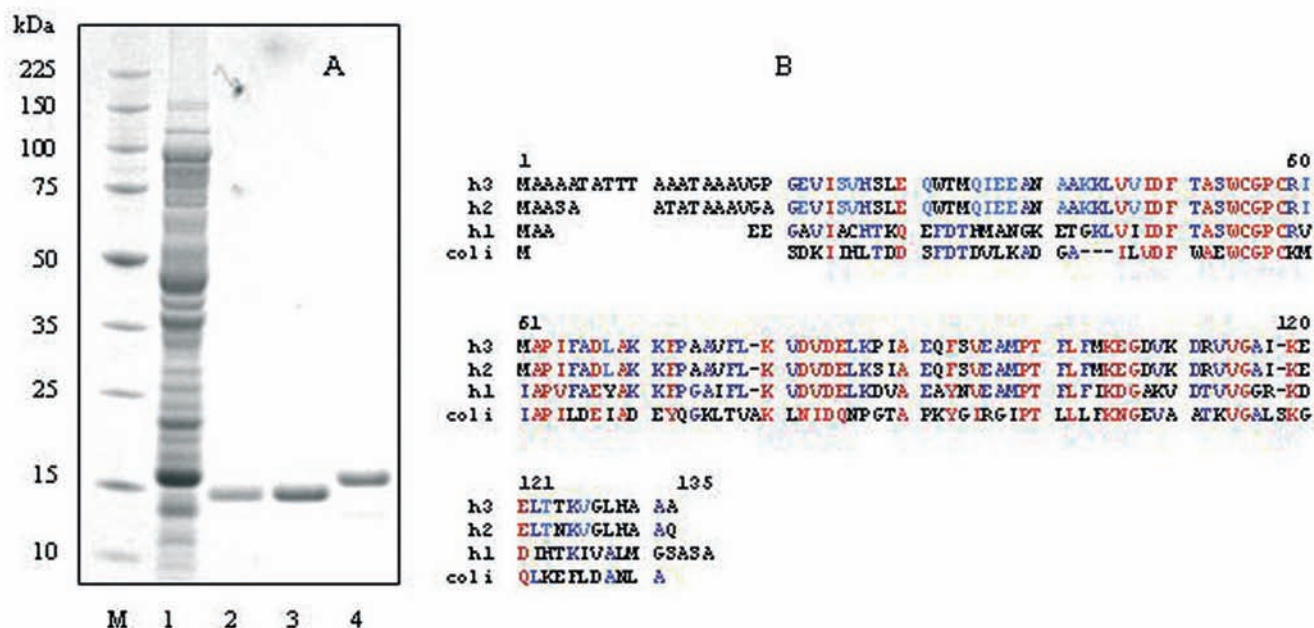 kDa
A
225
150
100
75
50
35
25
15
10
M 1 2 3 4
B
1 60
h3 MAAAATATTT AAATAAAVGP GEVISVHSLE QWTMQIEEAN AAKKLVVIDF TASWCGPCRI
h2 MAASA ATATAAAVGA GEVISVHSLE QWTMQIEEAN AAKKLVVIDF TASWCGPCRI
h1 MAA EE GAVIACHTKQ EFDTHMANGK ETGKLVIIDF TASWCGPCRV
coli M SDKIIHLTDD SFDTDVLKAD GA---ILVDF WAEWCGPCKM
61 120
h3 MAPIFADLAK KFPAAVFL-K VDVDELKPIA EQFSVEAMPT FLFMKEGDVK DRVVGAI-KE
h2 MAPIFADLAK KFPAAVFL-K VDVDELKSIA EQFSVEAMPT FLFMKEGDVK DRVVGAI-KE
h1 IAPVFAEYAK KFPGAIFL-K VDVDELKDVA EAYNVEAMPT FLFIKDGAKV DTVVGGR-KD
coli IAPILDEIAD EYQGKLTVAK LNIDQNPGTA PKYGIRGIPT LLLFKNGEVA ATKVGALSKG
121 135
h3 ELTTKVGLHA AA
h2 ELTNKVGLHA AQ
h1 DIHTKIVALM GSASA
coli QLKEFLDANL A